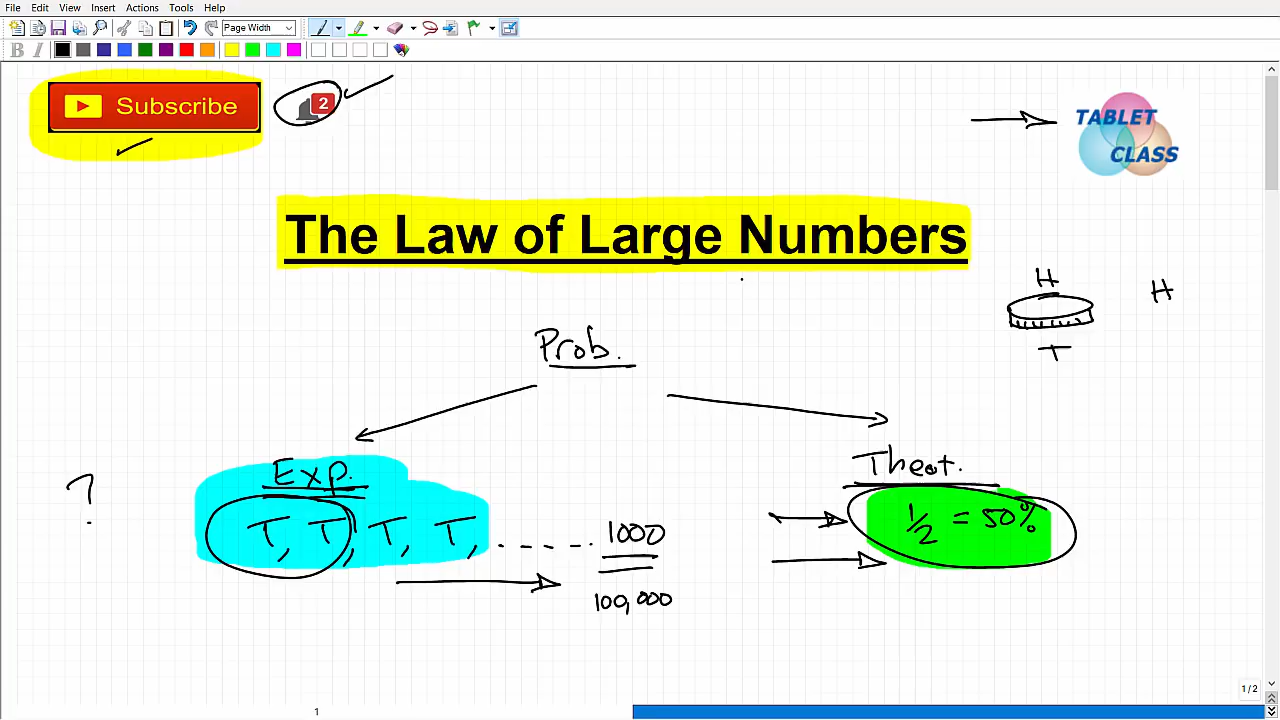 File Edit View Insert Actions Tools Help
Page Width
B I
Subscribe
2
TABLET
CLASS
The Law of Large Numbers
H
H
T
Prob.
Exp.
Theot.
?
T, T, T, T, ------ 1000
1/2 = 50%
100,000
1/2
1